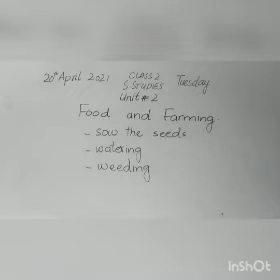 20th April 2021 CLASS 2 Tuesday
S STUDIES
Unit # 2
Food and Farming.
- sow the seeds
- watering
- weeding
InShOt